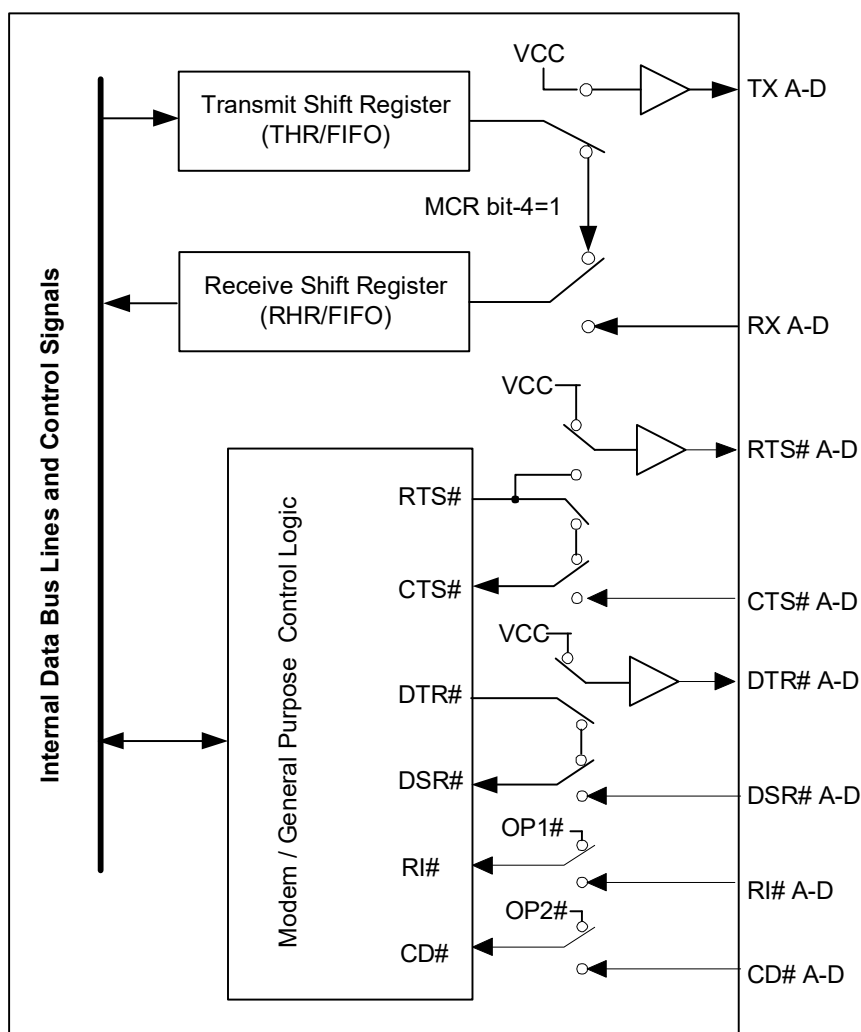 VCC
TX A-D
Transmit Shift Register
(THR/FIFO)
MCR bit-4=1
Receive Shift Register
(RHR/FIFO)
RX A-D
Internal Data Bus Lines and Control Signals
VCC
RTS# A-D
Modem / General Purpose Control Logic
RTS#
CTS#
CTS# A-D
VCC
DTR# A-D
DTR#
DSR#
DSR# A-D
OP1#
RI#
RI# A-D
OP2#
CD#
CD# A-D